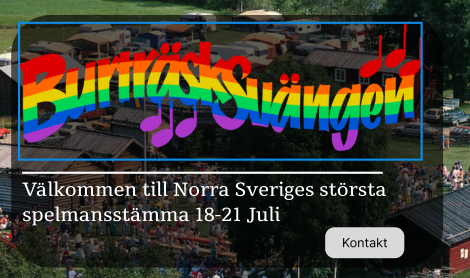 BurträskSvängen
Välkommen till Norra Sveriges största
spelmansstämma 18-21 Juli
Kontakt